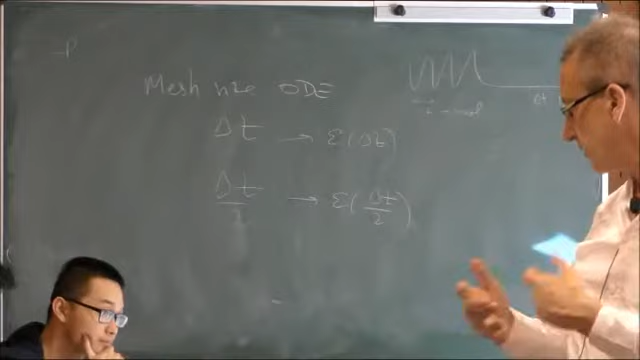 -P
Mesh size ODE
Δt → Σ(Δt)
Δt/2 → Σ(Δt/2)